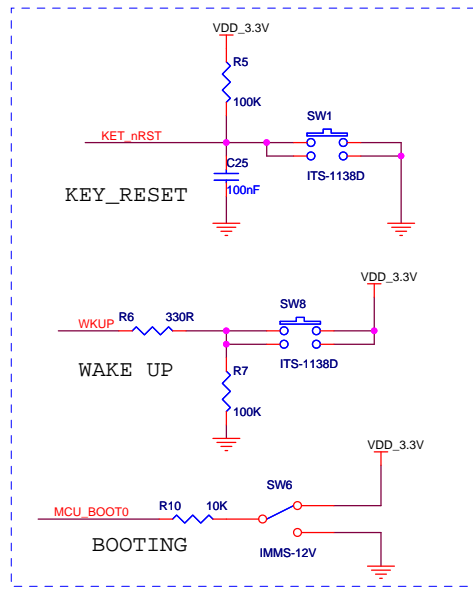 VDD_3.3V
R5
100K
SW1
KET_nRST
C25
100nF
ITS-1138D
KEY_RESET
VDD_3.3V
SW8
WKUP
R6 330R
ITS-1138D
WAKE UP
R7
100K
VDD_3.3V
SW6
R10 10K
MCU_BOOT0
BOOTING
IMMS-12V